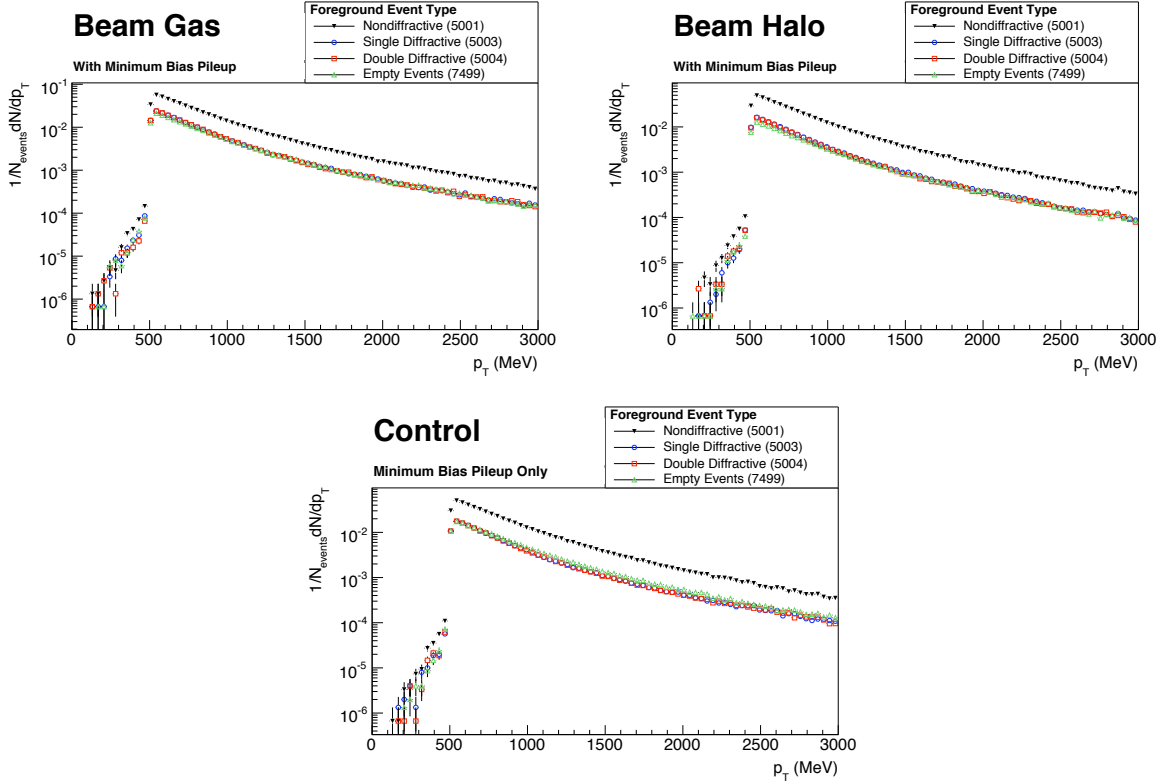 Beam Gas
Foreground Event Type
Nondiffractive (5001)
Single Diffractive (5003)
Double Diffractive (5004)
Empty Events (7499)
With Minimum Bias Pileup
1/N_events dN/dp_T
10^-1
10^-2
10^-3
10^-4
10^-5
10^-6
0 500 1000 1500 2000 2500 3000
p_T (MeV)
Beam Halo
Foreground Event Type
Nondiffractive (5001)
Single Diffractive (5003)
Double Diffractive (5004)
Empty Events (7499)
With Minimum Bias Pileup
1/N_events dN/dp_T
10^-2
10^-3
10^-4
10^-5
10^-6
0 500 1000 1500 2000 2500 3000
p_T (MeV)
Control
Foreground Event Type
Nondiffractive (5001)
Single Diffractive (5003)
Double Diffractive (5004)
Empty Events (7499)
Minimum Bias Pileup Only
1/N_events dN/dp_T
10^-2
10^-3
10^-4
10^-5
10^-6
0 500 1000 1500 2000 2500 3000
p_T (MeV)